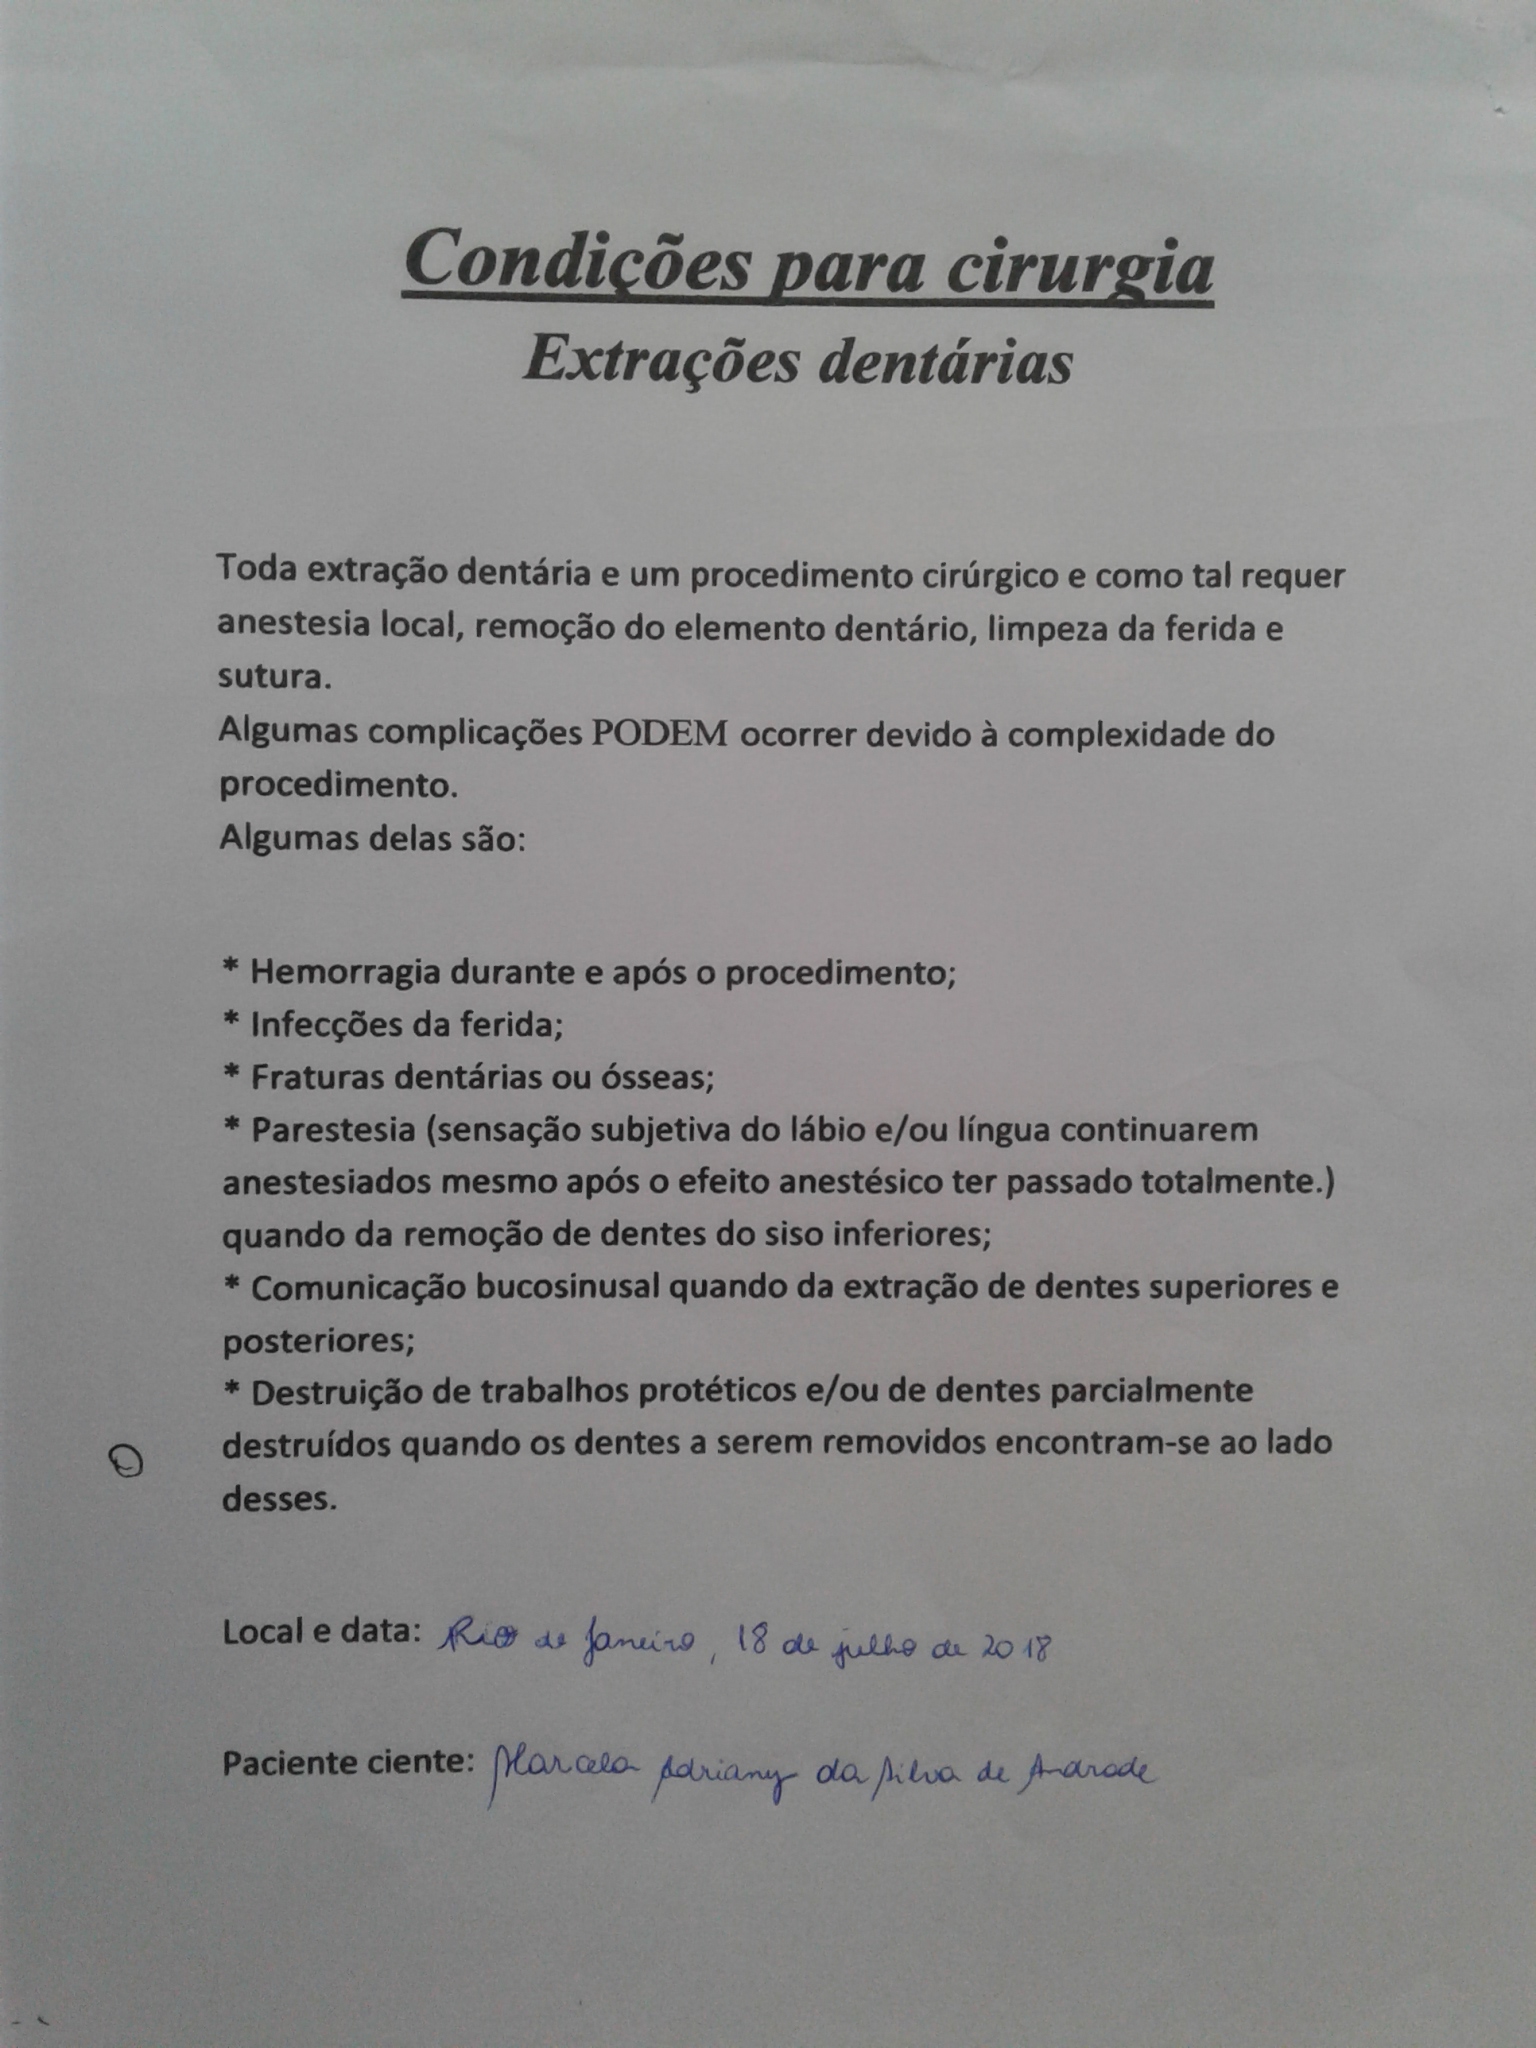 Condições para cirurgia
Extrações dentárias
Toda extração dentária e um procedimento cirúrgico e como tal requer
anestesia local, remoção do elemento dentário, limpeza da ferida e
sutura.
Algumas complicações PODEM ocorrer devido à complexidade do
procedimento.
Algumas delas são:
* Hemorragia durante e após o procedimento;
* Infecções da ferida;
* Fraturas dentárias ou ósseas;
* Parestesia (sensação subjetiva do lábio e/ou língua continuarem
anestesiados mesmo após o efeito anestésico ter passado totalmente.)
quando da remoção de dentes do siso inferiores;
* Comunicação bucosinusal quando da extração de dentes superiores e
posteriores;
* Destruição de trabalhos protéticos e/ou de dentes parcialmente
destruídos quando os dentes a serem removidos encontram-se ao lado
desses.
Local e data: Rio de Janeiro, 18 de julho de 2018
Paciente ciente: Marcela Adriany da Silva de Andrade